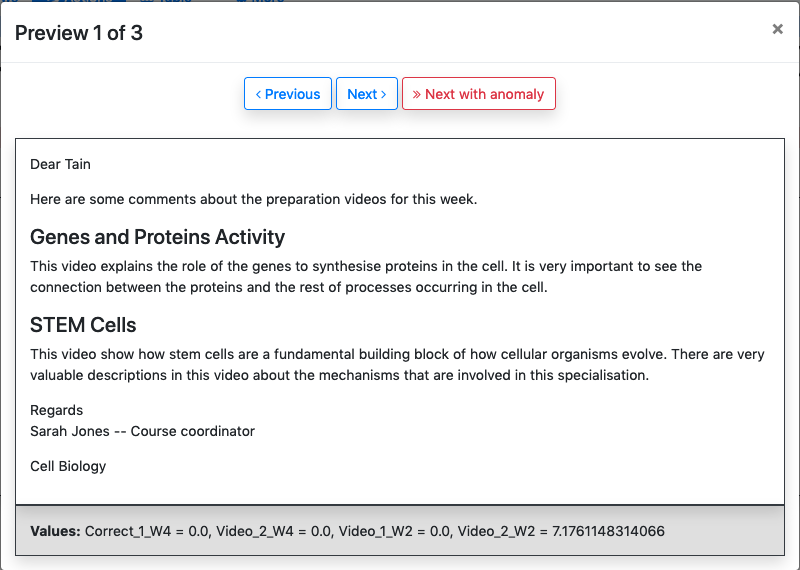 Preview 1 of 3
×
‹ Previous
Next ›
» Next with anomaly
Dear Tain
Here are some comments about the preparation videos for this week.
Genes and Proteins Activity
This video explains the role of the genes to synthesise proteins in the cell. It is very important to see the
connection between the proteins and the rest of processes occurring in the cell.
STEM Cells
This video show how stem cells are a fundamental building block of how cellular organisms evolve. There are very
valuable descriptions in this video about the mechanisms that are involved in this specialisation.
Regards
Sarah Jones -- Course coordinator
Cell Biology
Values: Correct_1_W4 = 0.0, Video_2_W4 = 0.0, Video_1_W2 = 0.0, Video_2_W2 = 7.1761148314066